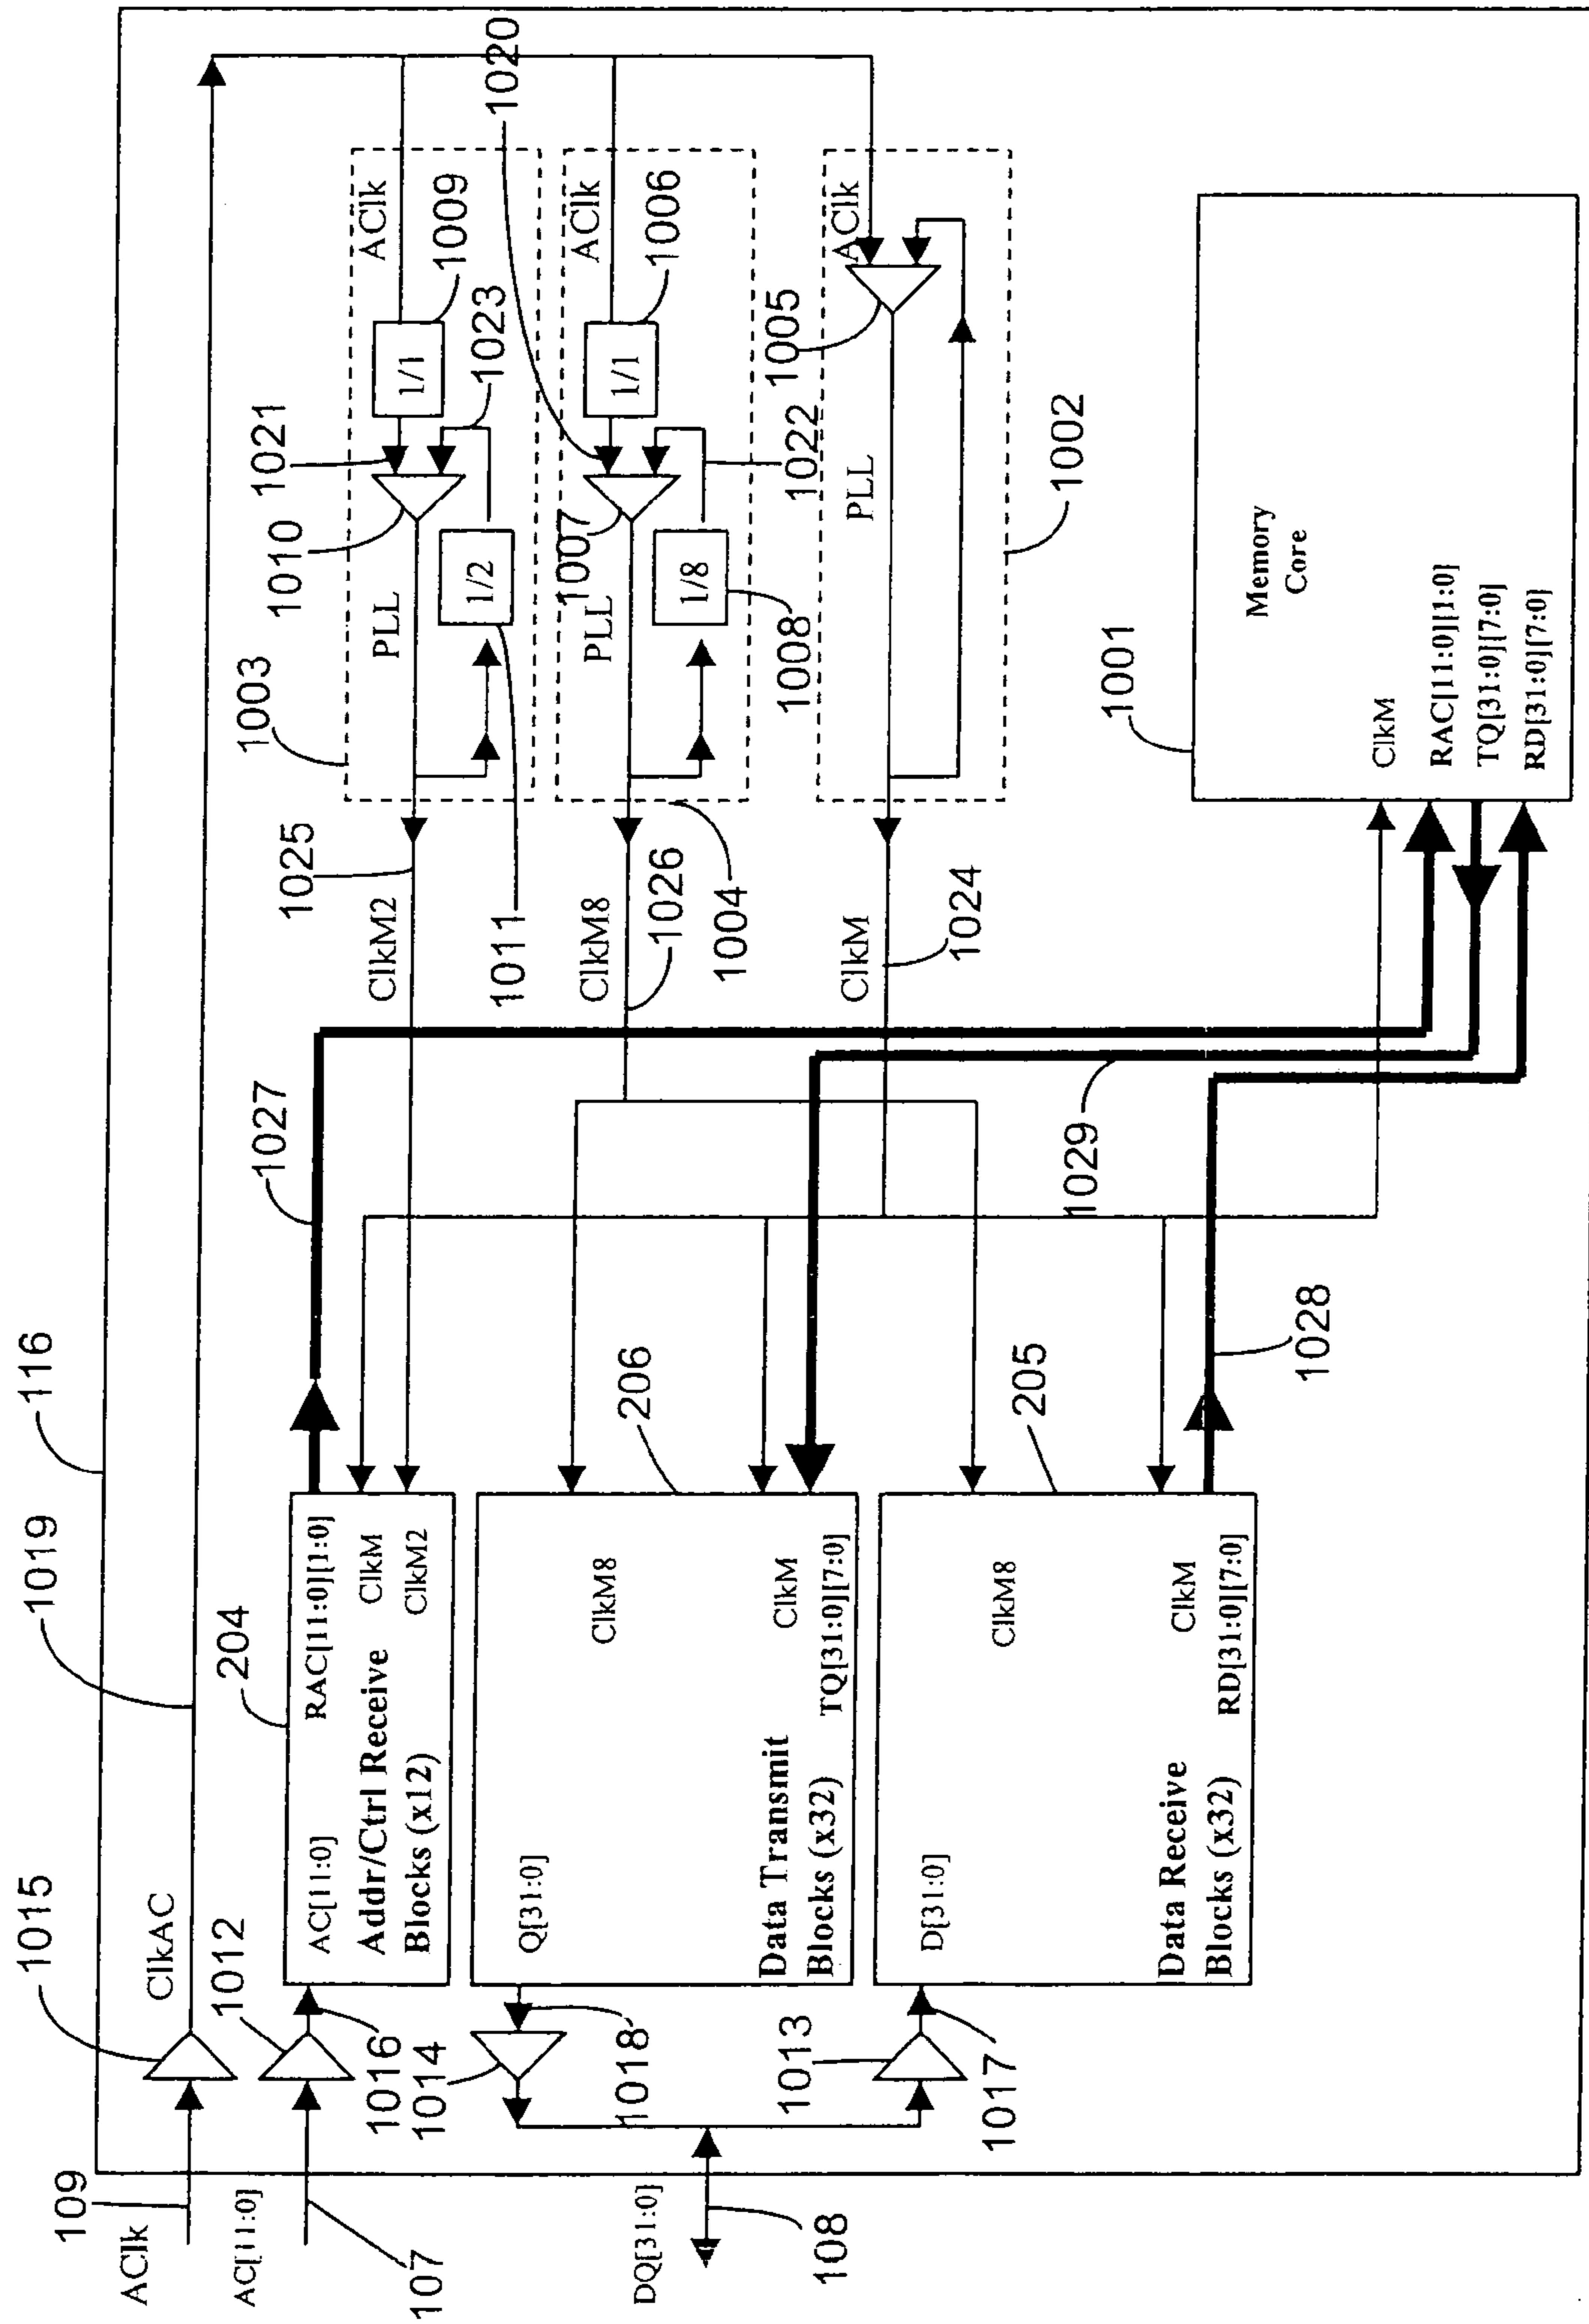 116
1019
1015
ClkAC
109
AClk
1012
AC[11:0]
107
1016
204
AC[11:0]
RAC[11:0][1:0]
Addr/Ctrl Receive
Blocks (x12)
ClkM
ClkM2
1027
1014
1018
Q[31:0]
ClkM8
206
Data Transmit
Blocks (x32)
ClkM
TQ[31:0][7:0]
DQ[31:0]
108
1013
1017
D[31:0]
ClkM8
205
Data Receive
Blocks (x32)
ClkM
RD[31:0][7:0]
1028
1029
1003
1010
1021
1020
PLL
1/1
AClk
1009
1023
1/2
1025
ClkM2
1011
PLL
1007
1/1
AClk
1006
1022
1/8
1008
ClkM8
1026
1004
PLL
AClk
1005
1002
ClkM
1024
1001
Memory
Core
ClkM
RAC[11:0][1:0]
TQ[31:0][7:0]
RD[31:0][7:0]